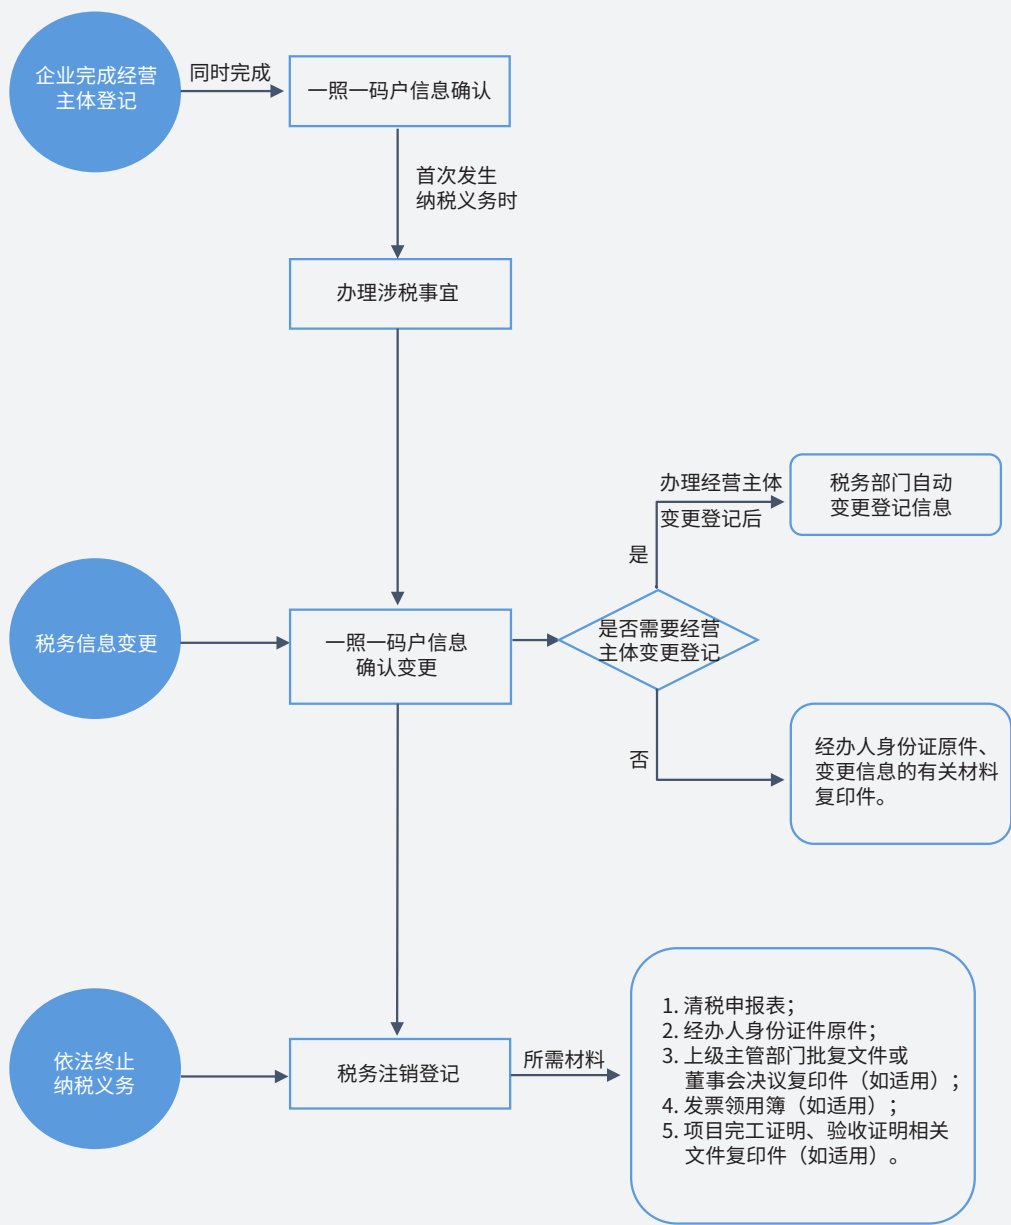 企业完成经营
主体登记
同时完成
一照一码户信息确认
首次发生
纳税义务时
办理涉税事宜
办理经营主体
变更登记后
税务部门自动
变更登记信息
是
税务信息变更
一照一码户信息
确认变更
是否需要经营
主体变更登记
否
经办人身份证原件、
变更信息的有关材料
复印件。
依法终止
纳税义务
税务注销登记
所需材料
1. 清税申报表；
2. 经办人身份证件原件；
3. 上级主管部门批复文件或
董事会决议复印件（如适用）；
4. 发票领用簿（如适用）；
5. 项目完工证明、验收证明相关
文件复印件（如适用）。